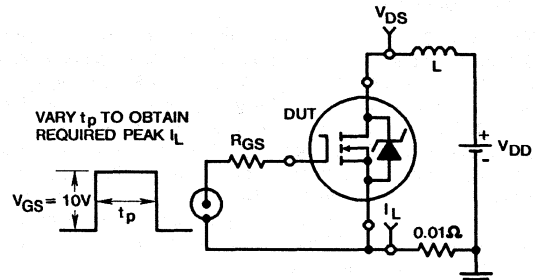 VDS
L
VARY tp TO OBTAIN
REQUIRED PEAK IL
DUT
RGS
+
VDD
-
VGS = 10V
tp
IL
0.01Ω